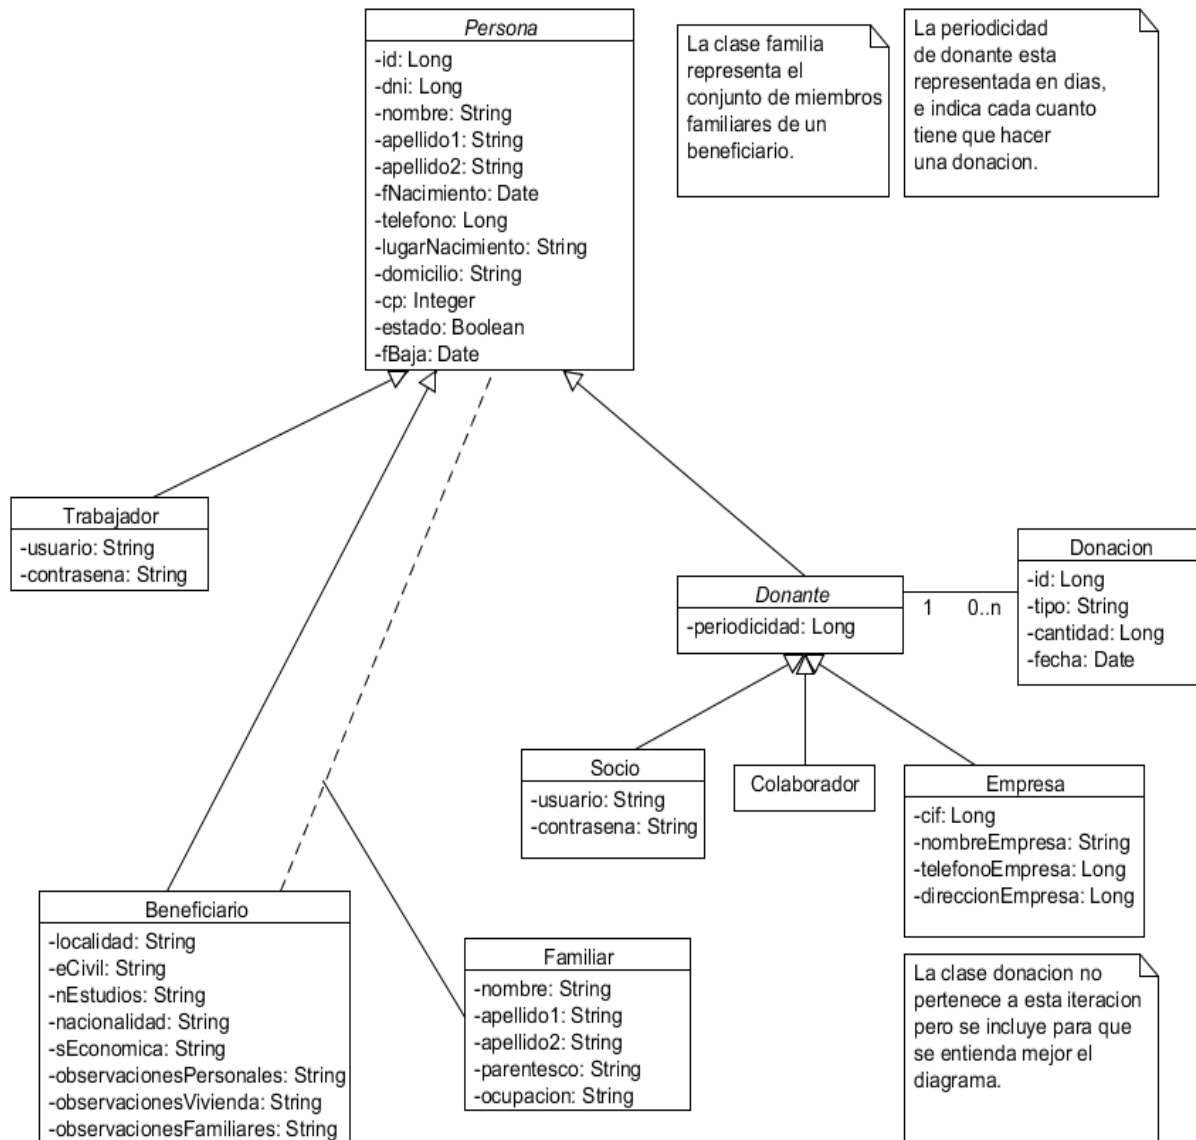 Persona
-id: Long
-dni: Long
-nombre: String
-apellido1: String
-apellido2: String
-fNacimiento: Date
-telefono: Long
-lugarNacimiento: String
-domicilio: String
-cp: Integer
-estado: Boolean
-fBaja: Date
La clase familia
representa el
conjunto de miembros
familiares de un
beneficiario.
La periodicidad
de donante esta
representada en dias,
e indica cada cuanto
tiene que hacer
una donacion.
Trabajador
-usuario: String
-contrasena: String
Donante
-periodicidad: Long
1
0..n
Donacion
-id: Long
-tipo: String
-cantidad: Long
-fecha: Date
Socio
-usuario: String
-contrasena: String
Colaborador
Empresa
-cif: Long
-nombreEmpresa: String
-telefonoEmpresa: Long
-direccionEmpresa: Long
Beneficiario
-localidad: String
-eCivil: String
-nEstudios: String
-nacionalidad: String
-sEconomica: String
-observacionesPersonales: String
-observacionesVivienda: String
-observacionesFamiliares: String
Familiar
-nombre: String
-apellido1: String
-apellido2: String
-parentesco: String
-ocupacion: String
La clase donacion no
pertenece a esta iteracion
pero se incluye para que
se entienda mejor el
diagrama.